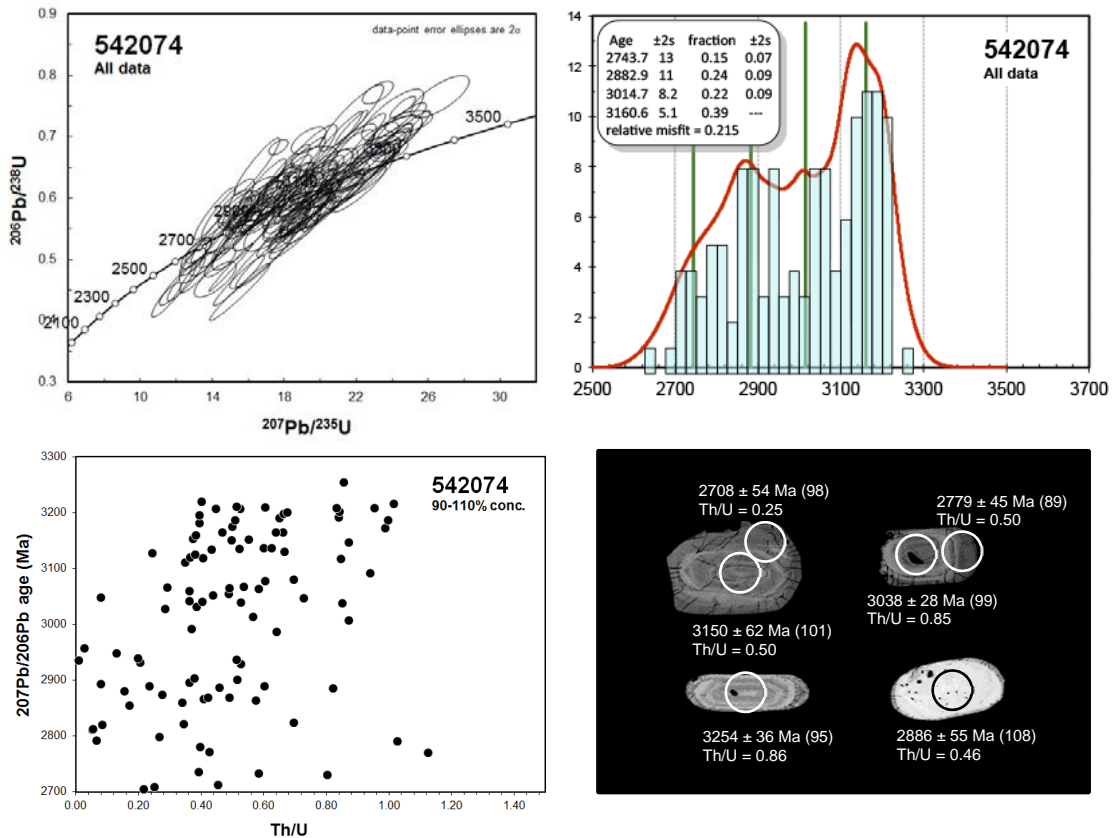 542074
All data
data-point error ellipses are 2σ
0.9
0.8
0.7
0.6
0.5
0.4
0.3
3500
2900
2700
2500
2300
2100
6
10
14
18
22
26
30
206Pb/238U
207Pb/235U
14
12
10
8
6
4
2
0
Age ±2s fraction ±2s
2743.7 13 0.15 0.07
2882.9 11 0.24 0.09
3014.7 8.2 0.22 0.09
3160.6 5.1 0.39 ---
relative misfit = 0.215
542074
All data
2500
2700
2900
3100
3300
3500
3700
3300
3200
3100
3000
2900
2800
2700
542074
90-110% conc.
207Pb/206Pb age (Ma)
0.00
0.20
0.40
0.60
0.80
1.00
1.20
1.40
Th/U
2708 ± 54 Ma (98)
Th/U = 0.25
2779 ± 45 Ma (89)
Th/U = 0.50
3150 ± 62 Ma (101)
Th/U = 0.50
3038 ± 28 Ma (99)
Th/U = 0.85
3254 ± 36 Ma (95)
Th/U = 0.86
2886 ± 55 Ma (108)
Th/U = 0.46